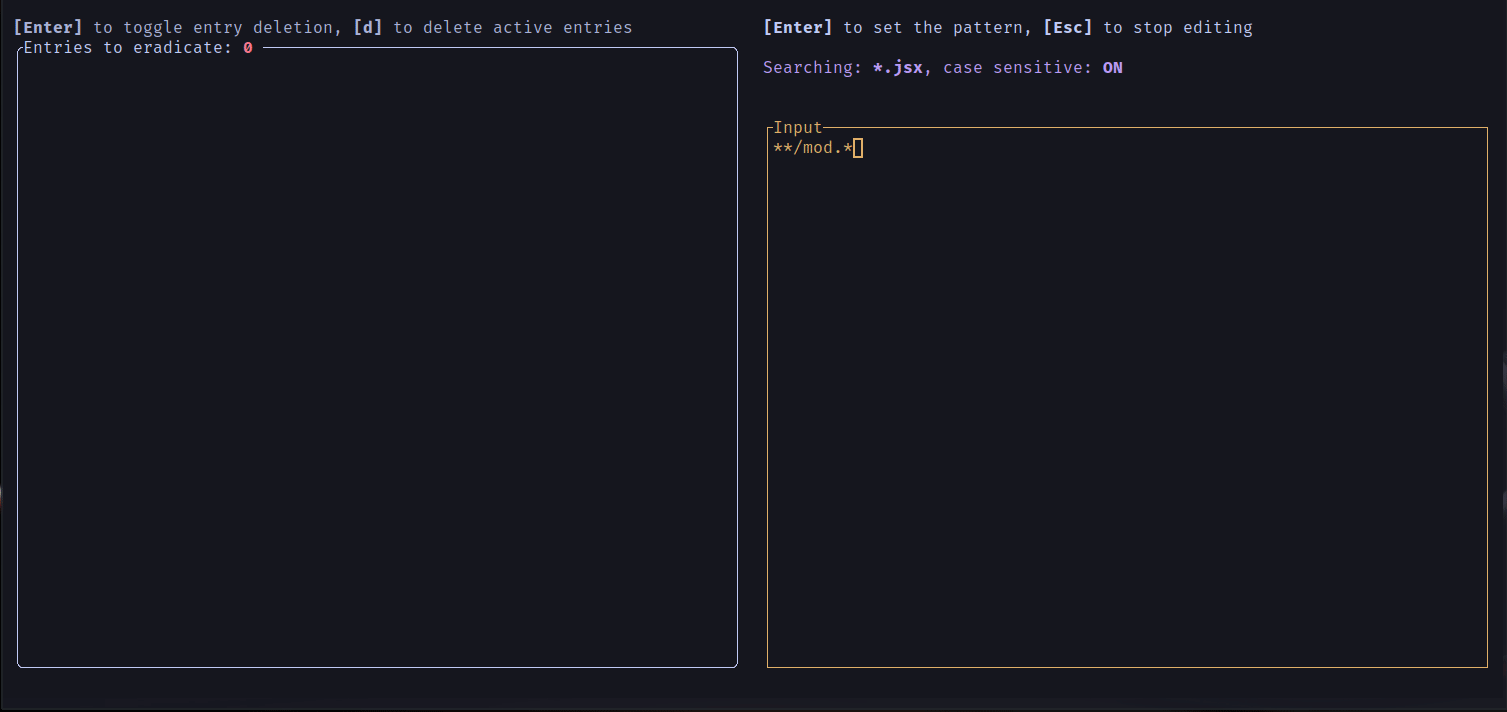 [Enter] to toggle entry deletion, [d] to delete active entries
Entries to eradicate: 0
[Enter] to set the pattern, [Esc] to stop editing
Searching: *.jsx, case sensitive: ON
Input
**/mod.*